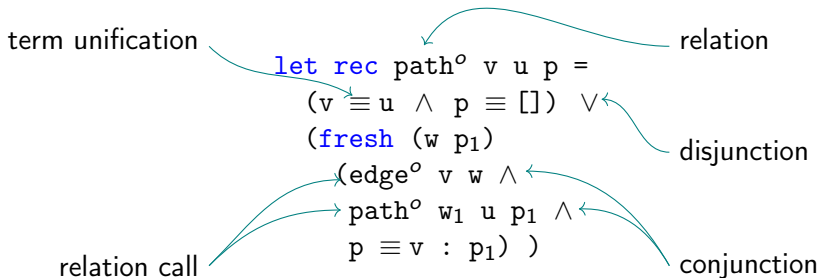 term unification
relation
let rec pathᵒ v u p =
(v ≡ u ∧ p ≡ []) ∨
(fresh (w p₁)
disjunction
(edgeᵒ v w ∧
pathᵒ w₁ u p₁ ∧
p ≡ v : p₁) )
relation call
conjunction